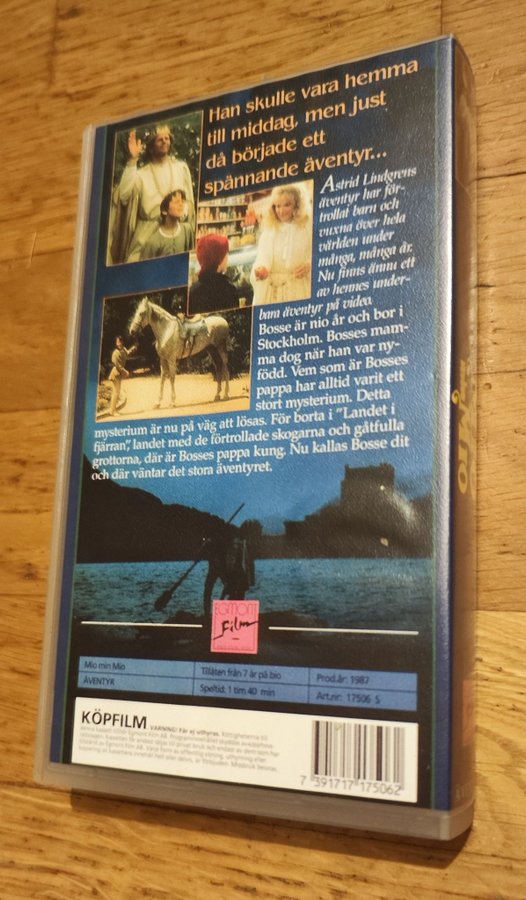 Han skulle vara hemma
till middag, men just
då började ett
spännande äventyr...
Astrid Lindgrens
äventyr har för-
trollat barn och
vuxna över hela
världen under
många, många år.
Nu finns ännu ett
av hennes under-
bara äventyr på video.
Bosse är nio år och bor i
Stockholm. Bosses mam-
ma dog när han var ny-
född. Vem som är Bosses
pappa har alltid varit ett
stort mysterium. Detta
mysterium är nu på väg att lösas. För borta i "Landet i
fjärran", landet med de förtrollade skogarna och gåtfulla
grottorna, där är Bosses pappa kung. Nu kallas Bosse dit
och där väntar det stora äventyret.
EGMONT
Film
Mio min Mio
Tillåten från 7 år på bio
Prod.år: 1987
ÄVENTYR
Speltid: 1 tim 40 min
Art.nr: 17506 S
KÖPFILM
WARNING! Får ej uthyras.
7 391717 175062
MIO